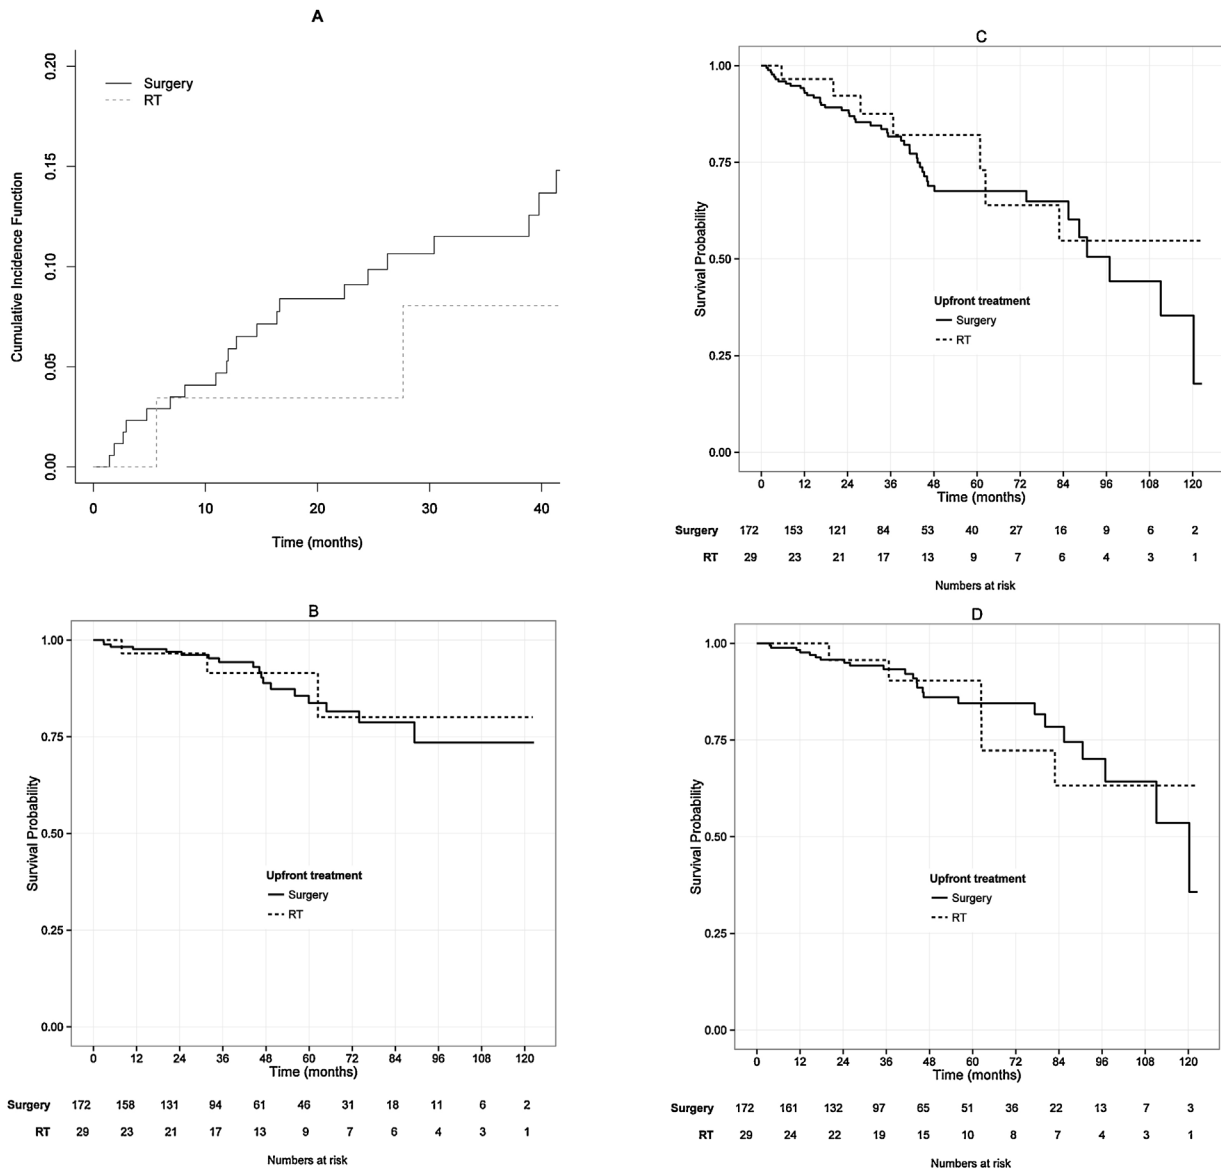 A
Cumulative Incidence Function
0.20
0.15
0.10
0.05
0.00
Surgery
RT
0 10 20 30 40
Time (months)
C
Survival Probability
1.00
0.75
0.50
0.25
0.00
Upfront treatment
Surgery
RT
0 12 24 36 48 60 72 84 96 108 120
Time (months)
Surgery 172 153 121 84 53 40 27 16 9 6 2
RT 29 23 21 17 13 9 7 6 4 3 1
Numbers at risk
B
Survival Probability
1.00
0.75
0.50
0.25
0.00
Upfront treatment
Surgery
RT
0 12 24 36 48 60 72 84 96 108 120
Time (months)
Surgery 172 158 131 94 61 46 31 18 11 6 2
RT 29 23 21 17 13 9 7 6 4 3 1
Numbers at risk
D
Survival Probability
1.00
0.75
0.50
0.25
0.00
Upfront treatment
Surgery
RT
0 12 24 36 48 60 72 84 96 108 120
Time (months)
Surgery 172 161 132 97 65 51 36 22 13 7 3
RT 29 24 22 19 15 10 8 7 4 3 1
Numbers at risk